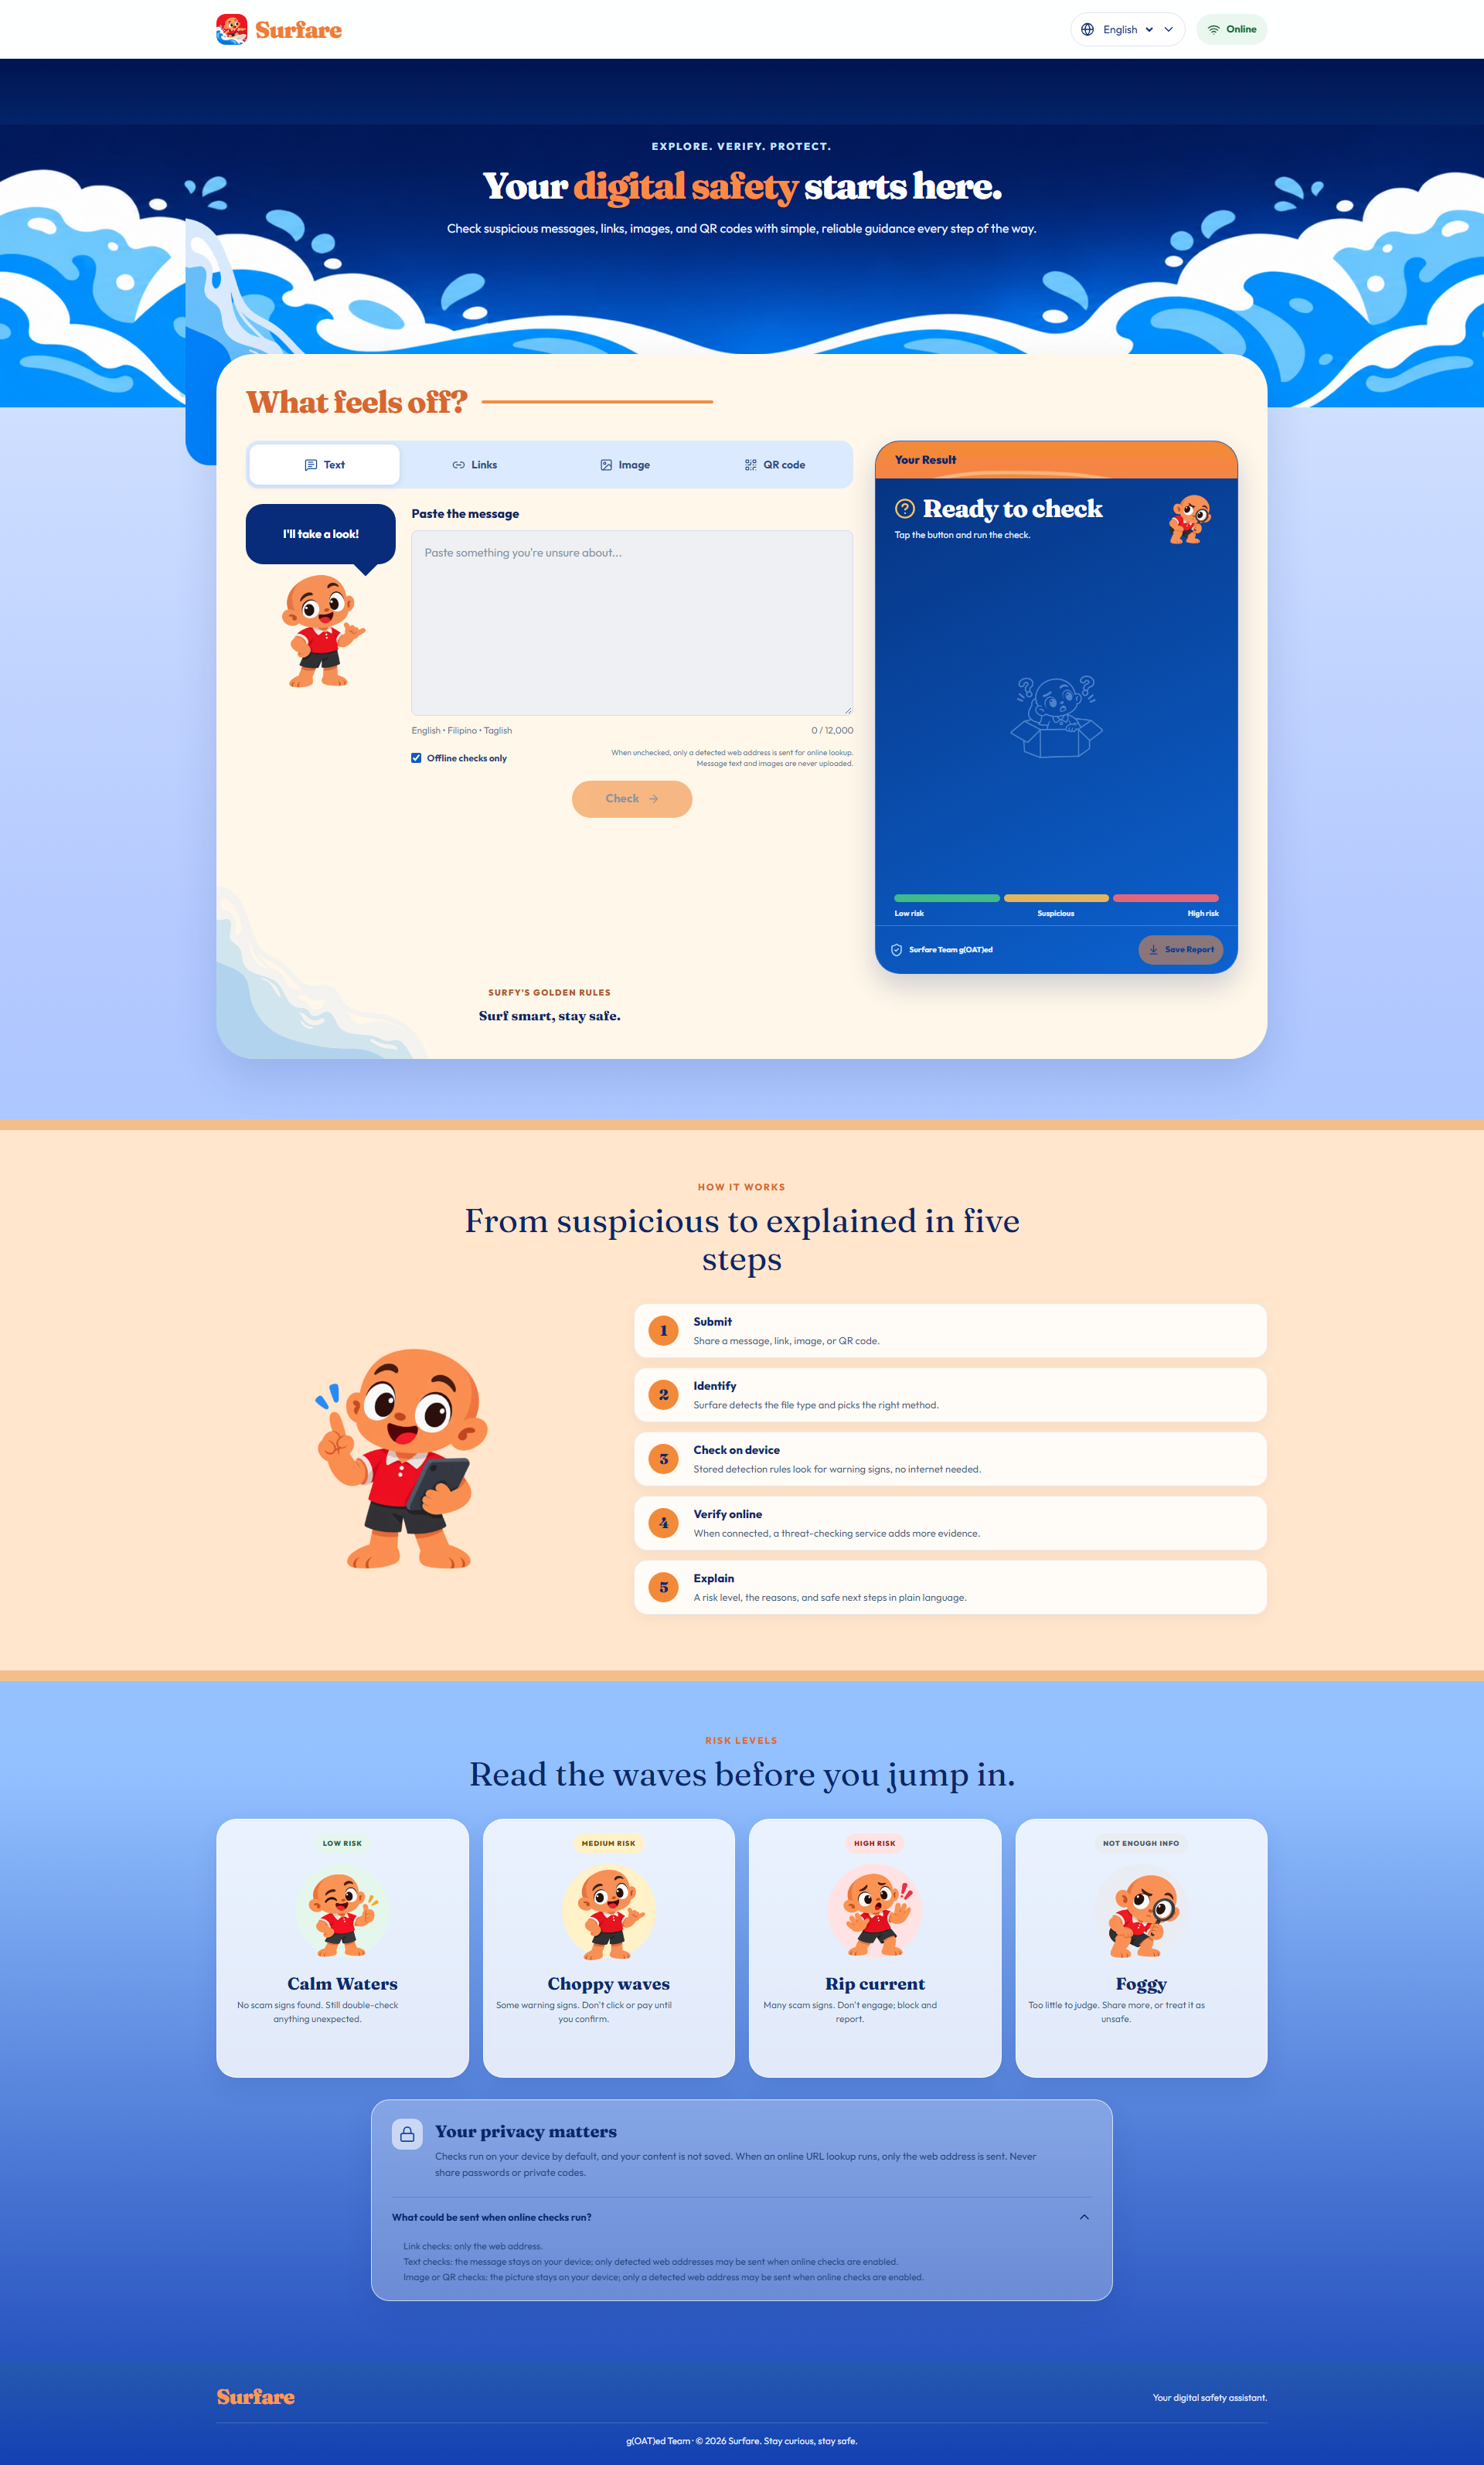 Surfare
English
Online
EXPLORE. VERIFY. PROTECT.
Your digital safety starts here.
Check suspicious messages, links, images, and QR codes with simple, reliable guidance every step of the way.
What feels off?
Text
Links
Image
QR code
I'll take a look!
Paste the message
Paste something you're unsure about...
English • Filipino • Taglish
0 / 12,000
Offline checks only
When unchecked, only a detected web address is sent for online lookup.
Message text and images are never uploaded.
Check
Your Result
Ready to check
Tap the button and run the check.
Low risk
Suspicious
High risk
Surfare Team g(OAT)ed
Save Report
SURFY'S GOLDEN RULES
Surf smart, stay safe.
HOW IT WORKS
From suspicious to explained in five
steps
1
Submit
Share a message, link, image, or QR code.
2
Identify
Surfare detects the file type and picks the right method.
3
Check on device
Stored detection rules look for warning signs, no internet needed.
4
Verify online
When connected, a threat-checking service adds more evidence.
5
Explain
A risk level, the reasons, and safe next steps in plain language.
RISK LEVELS
Read the waves before you jump in.
LOW RISK
Calm Waters
No scam signs found. Still double-check
anything unexpected.
MEDIUM RISK
Choppy waves
Some warning signs. Don't click or pay until
you confirm.
HIGH RISK
Rip current
Many scam signs. Don't engage; block and
report.
NOT ENOUGH INFO
Foggy
Too little to judge. Share more, or treat it as
unsafe.
Your privacy matters
Checks run on your device by default, and your content is not saved. When an online URL lookup runs, only the web address is sent. Never
share passwords or private codes.
What could be sent when online checks run?
Link checks: only the web address.
Text checks: the message stays on your device; only detected web addresses may be sent when online checks are enabled.
Image or QR checks: the picture stays on your device; only a detected web address may be sent when online checks are enabled.
Surfare
Your digital safety assistant.
g(OAT)ed Team · © 2026 Surfare. Stay curious, stay safe.